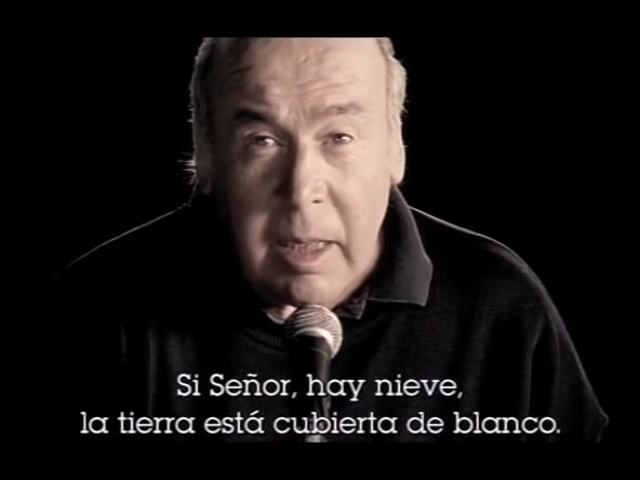 Si Señor, hay nieve,
la tierra está cubierta de blanco.